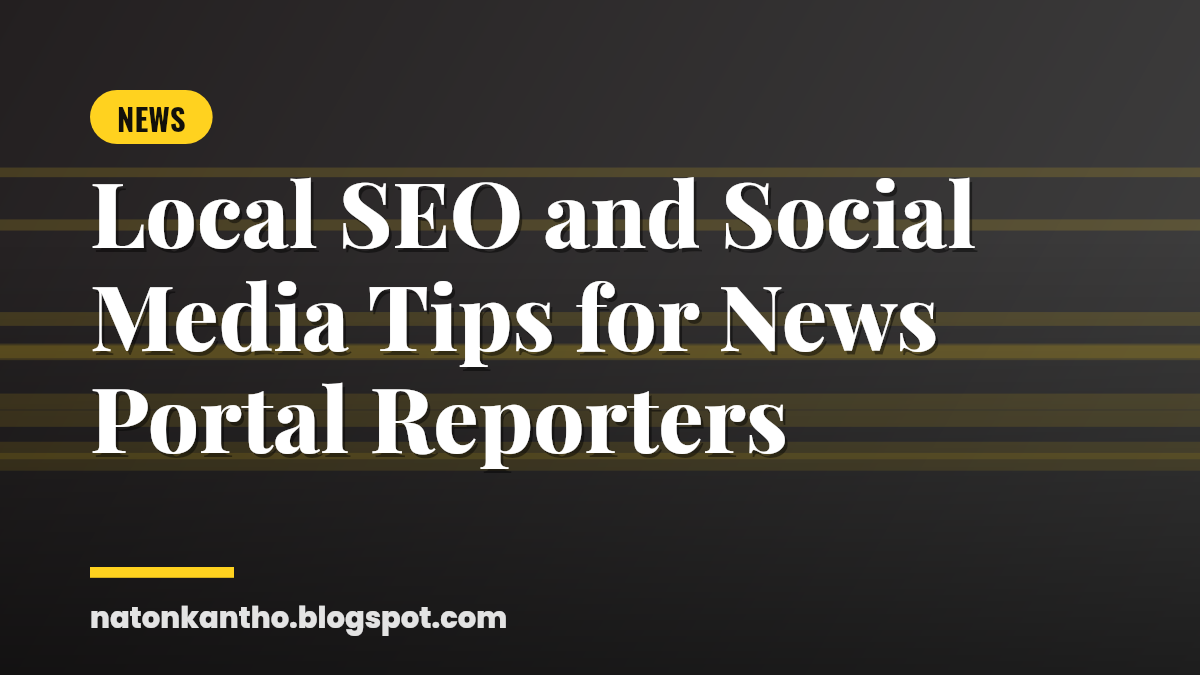 NEWS
Local SEO and Social
Media Tips for News
Portal Reporters
natonkantho.blogspot.com